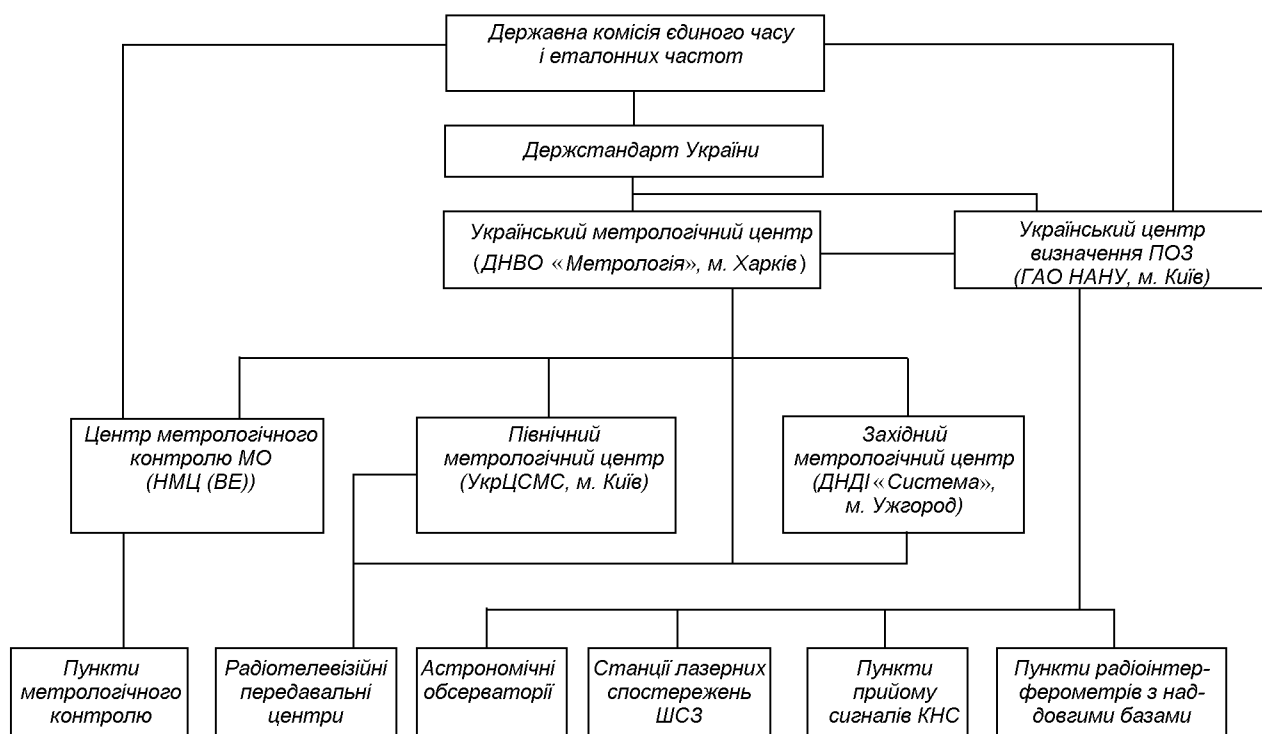 Державна комісія єдиного часу
і еталонних частот
Держстандарт України
Український метрологічний центр
(ДНВО «Метрологія», м. Харків)
Український центр
визначення ПОЗ
(ГАО НАНУ, м. Київ)
Центр метрологічного
контролю МО
(НМЦ (ВЕ))
Північний
метрологічний центр
(УкрЦСМС, м. Київ)
Західний
метрологічний центр
(ДНДІ «Система»,
м. Ужгород)
Пункти
метрологічного
контролю
Радіотелевізійні
передавальні
центри
Астрономічні
обсерваторії
Станції лазерних
спостережень
ШСЗ
Пункти
прийому
сигналів КНС
Пункти радіоінтер-
ферометрів з над-
довгими базами